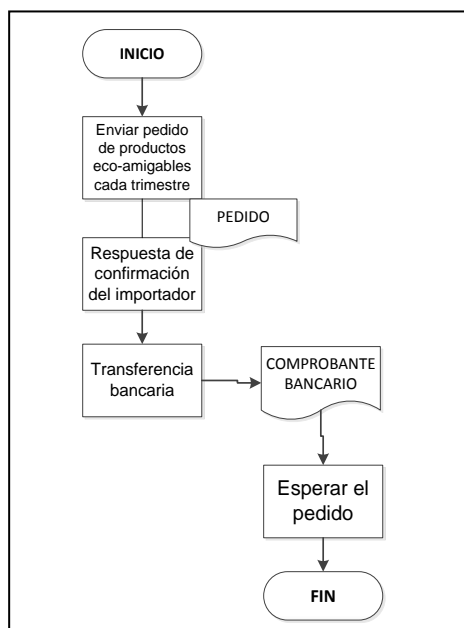 INICIO
Enviar pedido
de productos
eco-amigables
cada trimestre
PEDIDO
Respuesta de
confirmación
del importador
Transferencia
bancaria
COMPROBANTE
BANCARIO
Esperar el
pedido
FIN